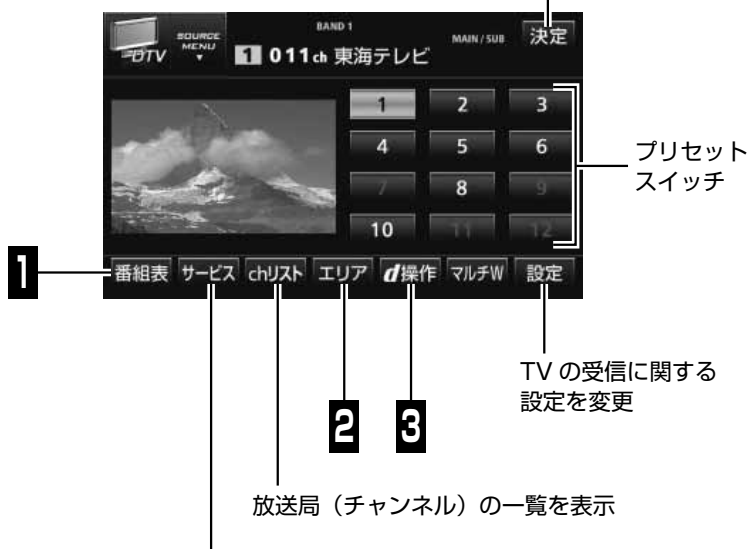 BAND 1
DTV
SOURCE MENU
1 011ch 東海テレビ
MAIN / SUB
決定
1 2 3
4 5 6
7 8 9
10 11 12
プリセット
スイッチ
1
番組表 サービス chリスト エリア d操作 マルチW 設定
TV の受信に関する
設定を変更
2
3
放送局（チャンネル）の一覧を表示